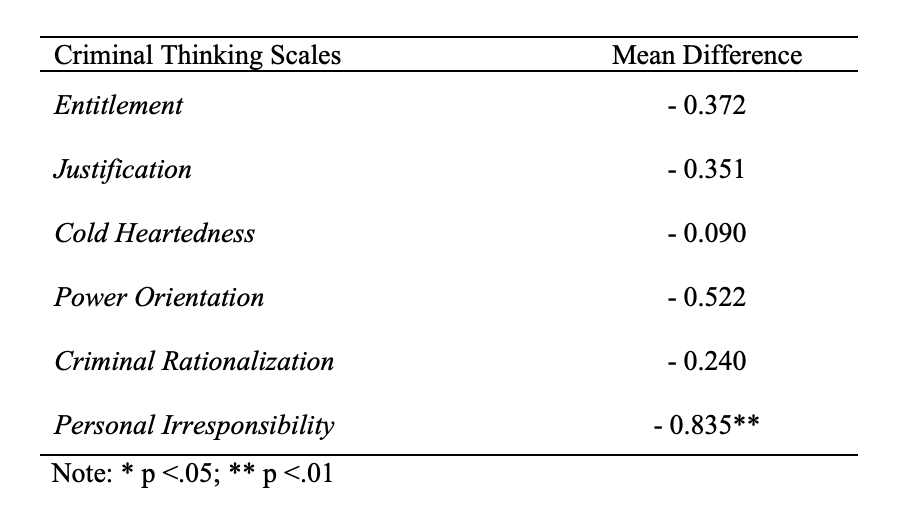 Criminal Thinking Scales Mean Difference
Entitlement - 0.372
Justification - 0.351
Cold Heartedness - 0.090
Power Orientation - 0.522
Criminal Rationalization - 0.240
Personal Irresponsibility - 0.835**
Note: * p <.05; ** p <.01